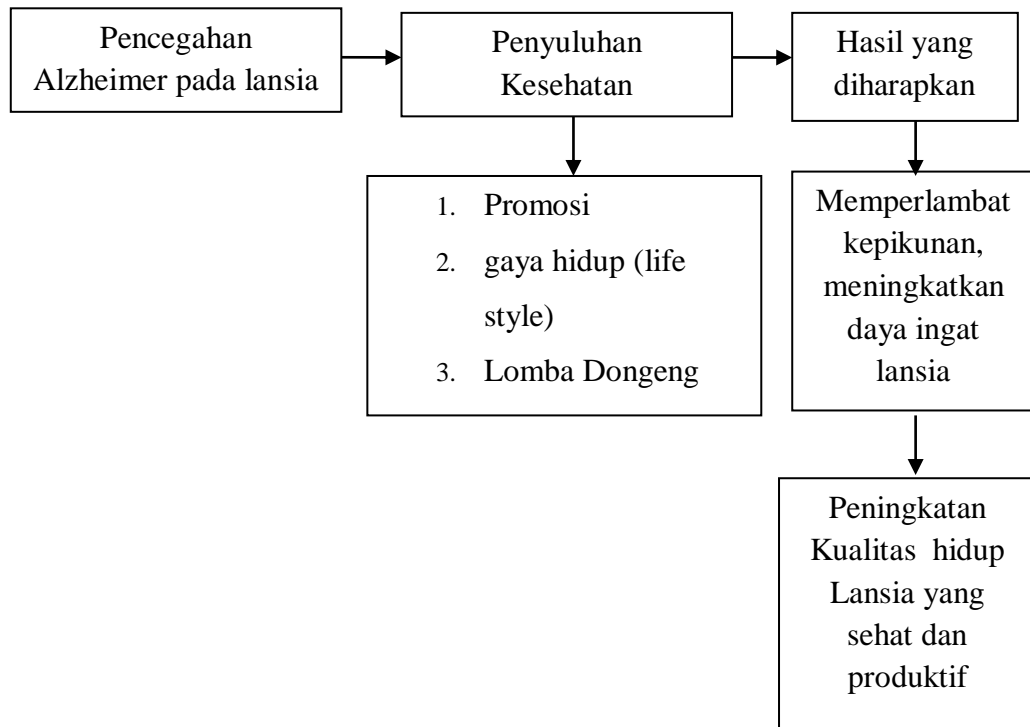 Pencegahan
Alzheimer pada lansia
Penyuluhan
Kesehatan
Hasil yang
diharapkan
1. Promosi
2. gaya hidup (life
style)
3. Lomba Dongeng
Memperlambat
kepikunan,
meningkatkan
daya ingat
lansia
Peningkatan
Kualitas hidup
Lansia yang
sehat dan
produktif